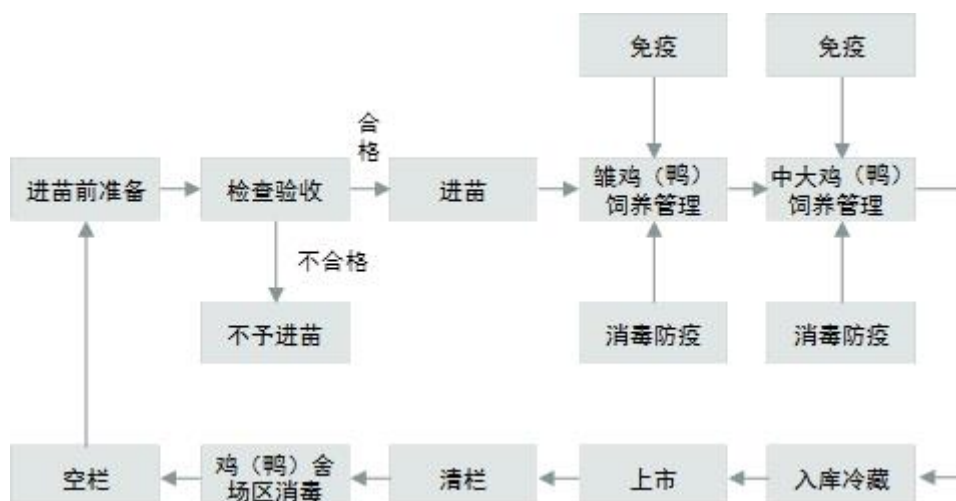 免疫
免疫
合
格
进苗前准备
检查验收
进苗
雏鸡（鸭）
饲养管理
中大鸡（鸭）
饲养管理
不合格
不予进苗
消毒防疫
消毒防疫
空栏
鸡（鸭）舍
场区消毒
清栏
上市
入库冷藏